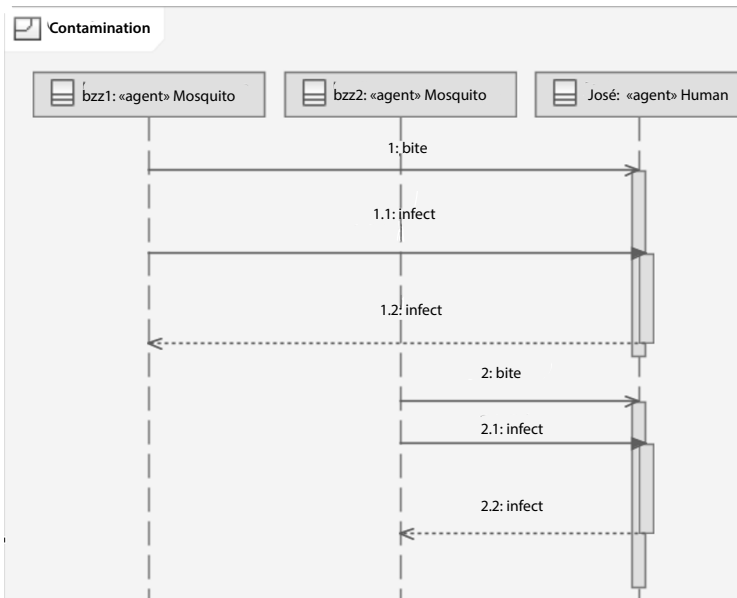 Contamination
bzz1: «agent» Mosquito
bzz2: «agent» Mosquito
José: «agent» Human
1: bite
1.1: infect
1.2: infect
2: bite
2.1: infect
2.2: infect